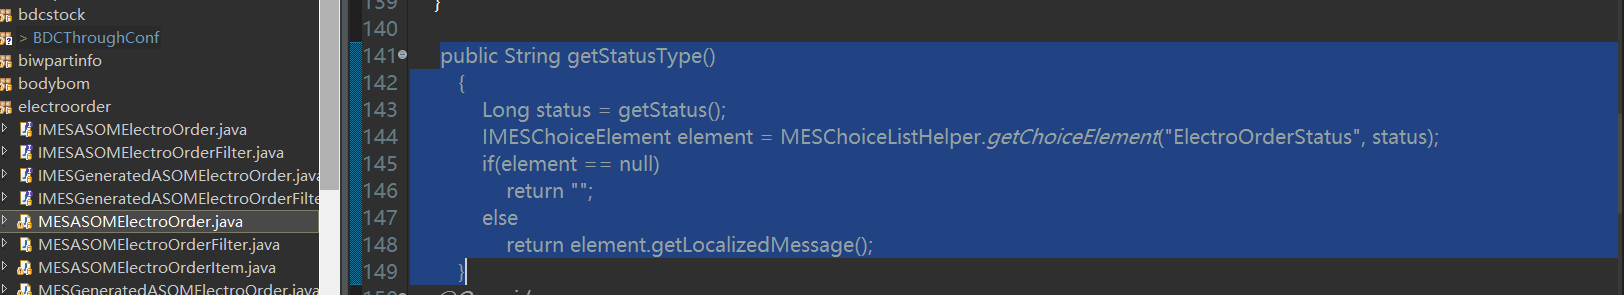 bdcstock
> BDCThroughConf
biwpartinfo
bodybom
electroorder
IMESASOMElectroOrder.java
IMESASOMElectroOrderFilter.java
IMESGeneratedASOMElectroOrder.java
IMESGeneratedASOMElectroOrderFilte
MESASOMElectroOrder.java
MESASOMElectroOrderFilter.java
MESASOMElectroOrderItem.java
MESGeneratedASOMElectroOrder.java
139 }
140
141 public String getStatusType()
142 {
143 Long status = getStatus();
144 IMESChoiceElement element = MESChoiceListHelper.getChoiceElement("ElectroOrderStatus", status);
145 if(element == null)
146 return "";
147 else
148 return element.getLocalizedMessage();
149 }